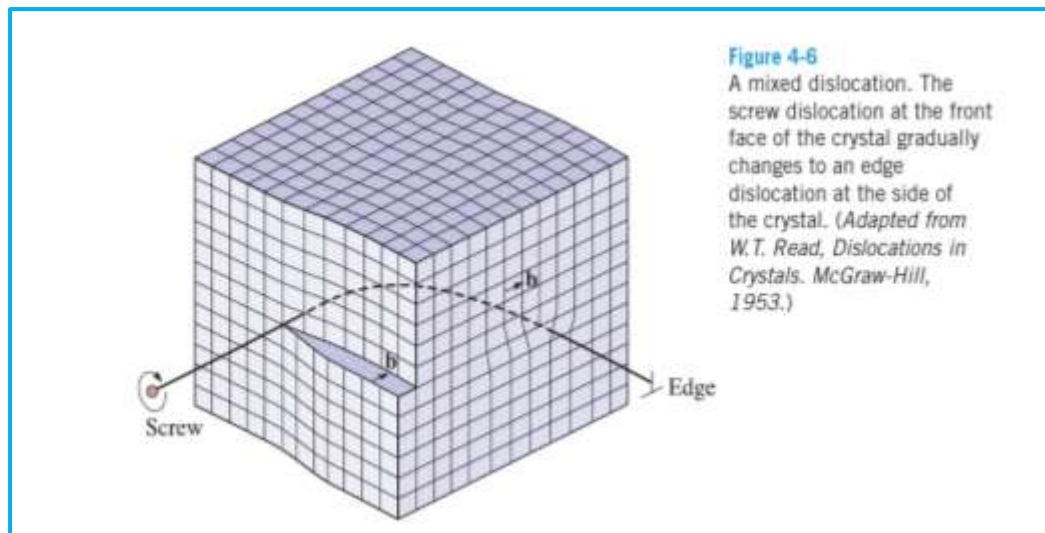 Figure 4-6
A mixed dislocation. The
screw dislocation at the front
face of the crystal gradually
changes to an edge
dislocation at the side of
the crystal. (Adapted from
W.T. Read, Dislocations in
Crystals. McGraw-Hill,
1953.)
b
b
Edge
Screw